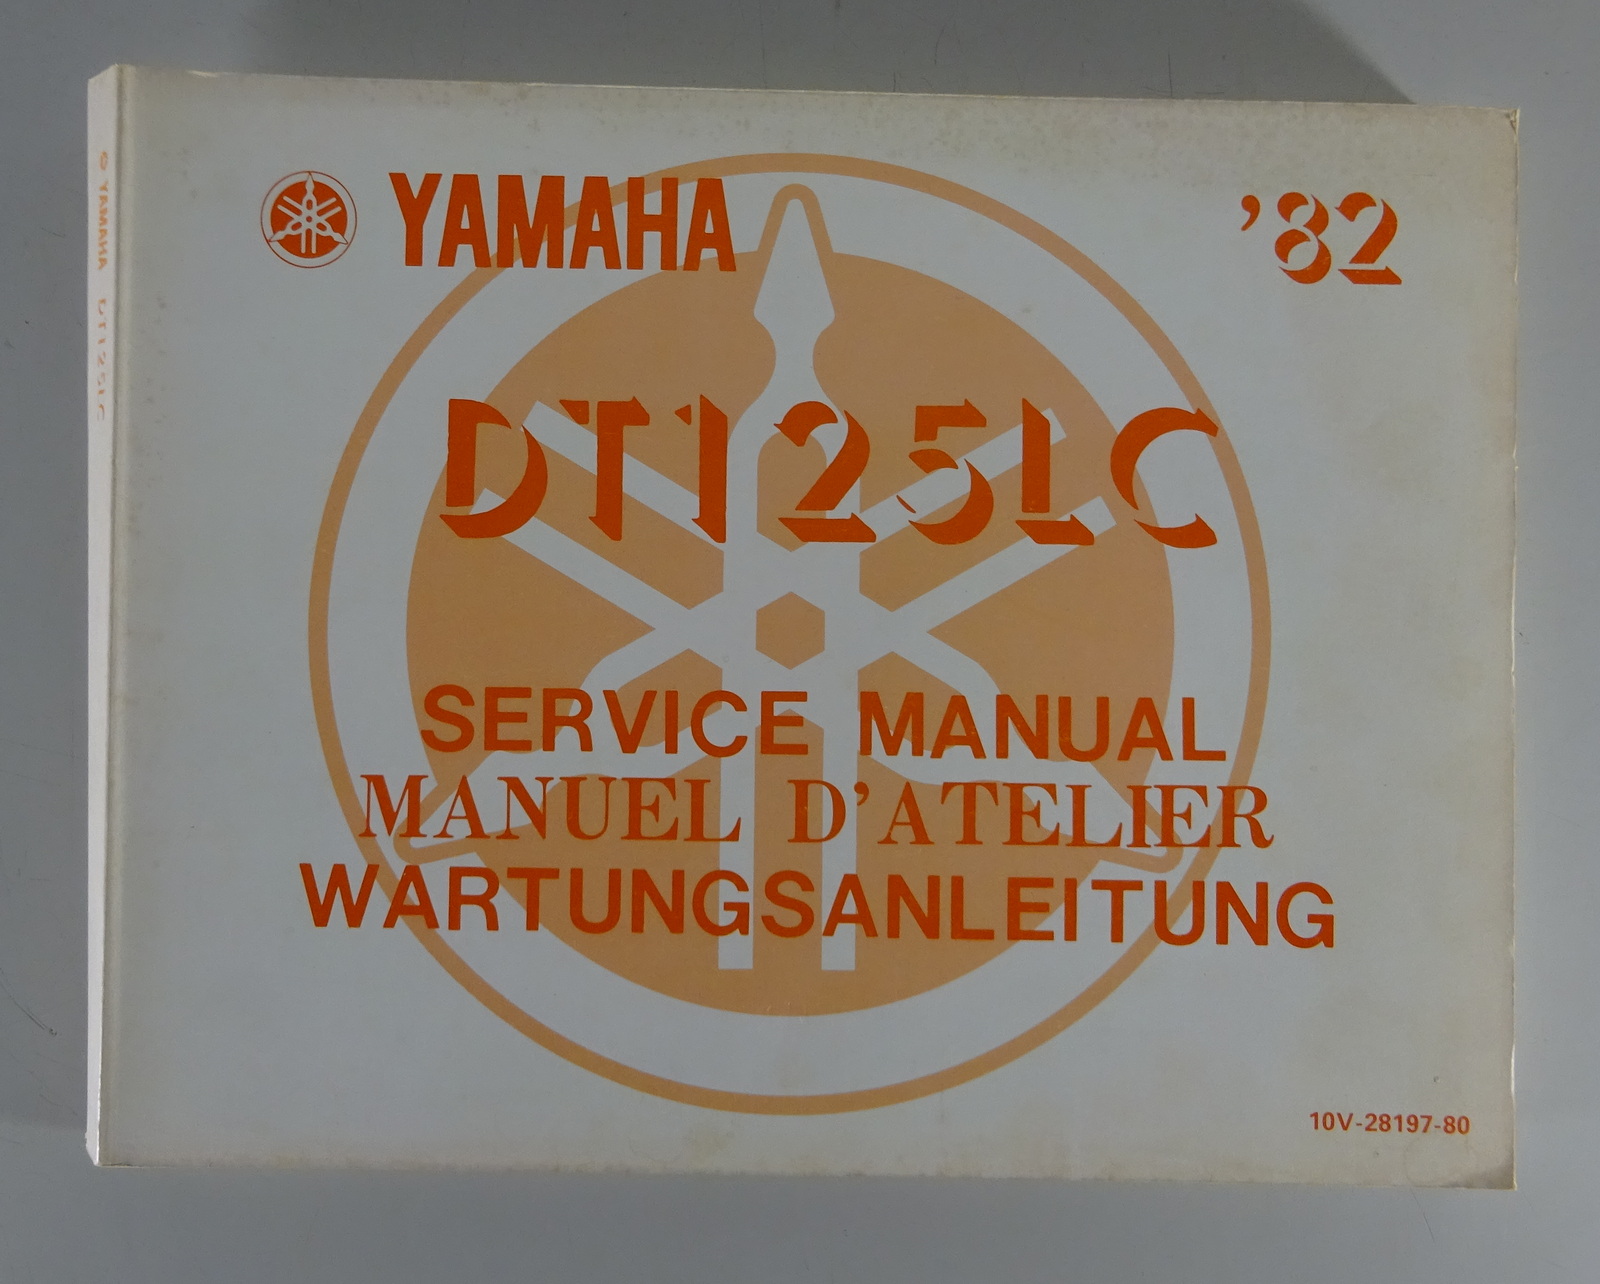 YAMAHA '82
DT125LC
SERVICE MANUAL
MANUEL D'ATELIER
WARTUNGSANLEITUNG
10V-28197-80
YAMAHA DT125LC